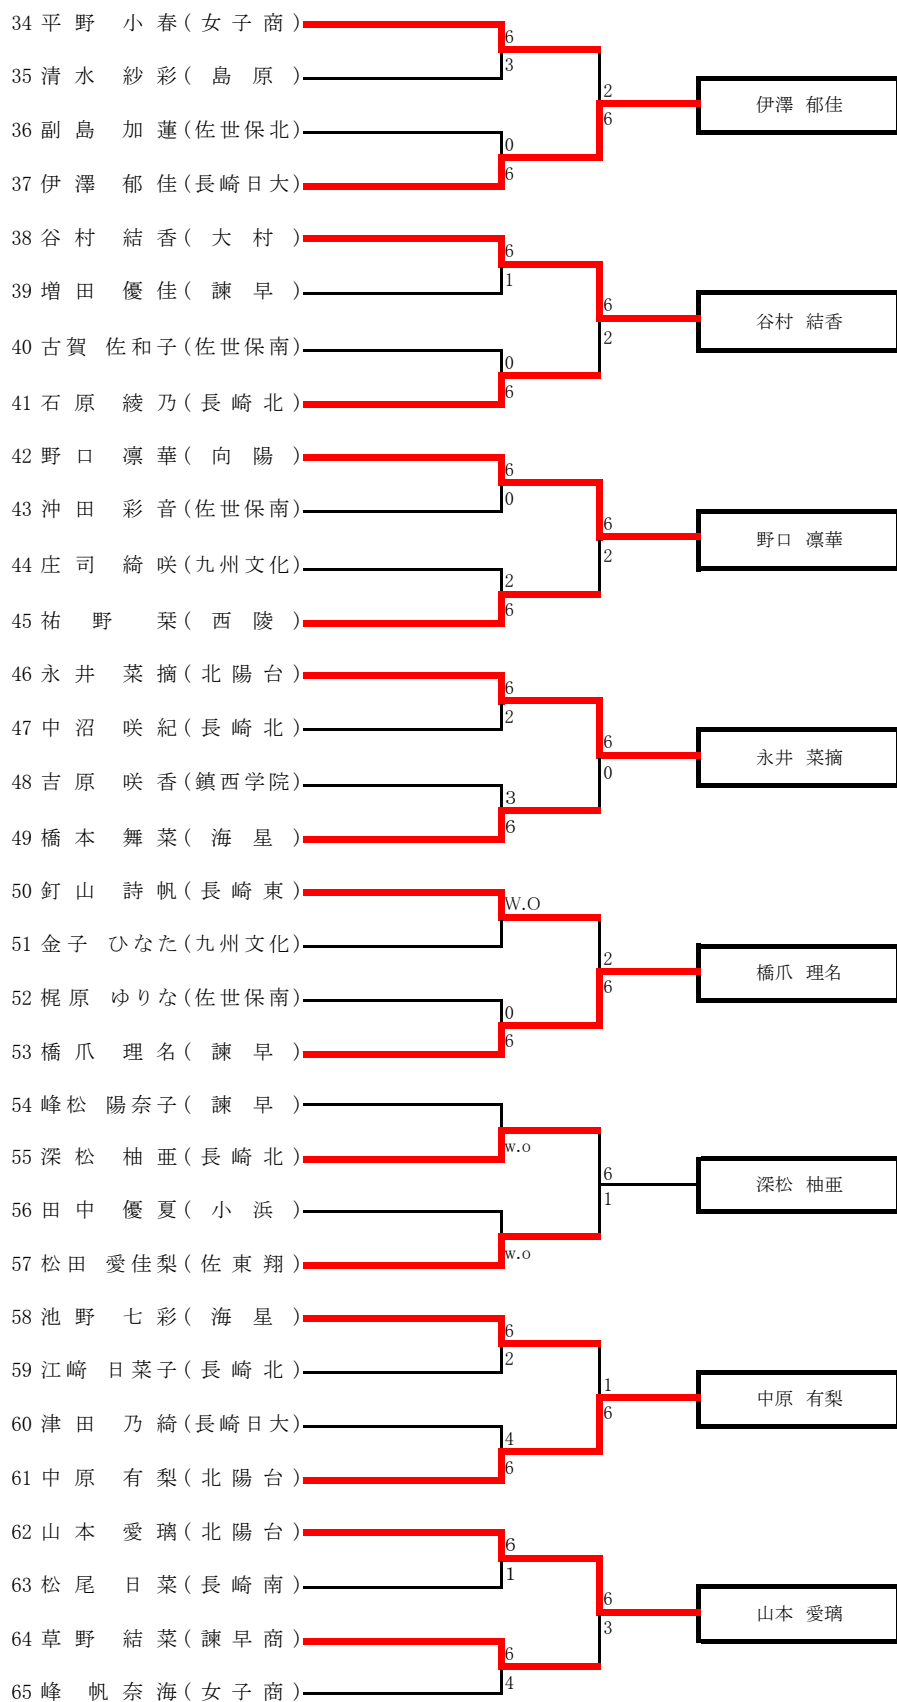 34 平野 小春(女子商)
6
3
35 清水 紗彩(島原)
2
伊澤 郁佳
6
36 副島 加蓮(佐世保北)
0
6
37 伊澤 郁佳(長崎日大)
38 谷村 結香(大村)
6
1
39 増田 優佳(諫早)
6
谷村 結香
2
40 古賀 佐和子(佐世保南)
0
6
41 石原 綾乃(長崎北)
42 野口 凛華(向陽)
6
0
43 沖田 彩音(佐世保南)
6
野口 凛華
2
44 庄司 綺咲(九州文化)
2
6
45 祐野 栞(西陵)
46 永井 菜摘(北陽台)
6
2
47 中沼 咲紀(長崎北)
6
永井 菜摘
0
48 吉原 咲香(鎮西学院)
3
6
49 橋本 舞菜(海星)
50 釘山 詩帆(長崎東)
W.O
51 金子 ひなた(九州文化)
2
橋爪 理名
6
52 梶原 ゆりな(佐世保南)
0
6
53 橋爪 理名(諫早)
54 峰松 陽奈子(諫早)
w.o
55 深松 柚亜(長崎北)
6
深松 柚亜
1
56 田中 優夏(小浜)
w.o
57 松田 愛佳梨(佐東翔)
58 池野 七彩(海星)
6
2
59 江﨑 日菜子(長崎北)
1
中原 有梨
6
60 津田 乃綺(長崎日大)
4
6
61 中原 有梨(北陽台)
62 山本 愛璃(北陽台)
6
1
63 松尾 日菜(長崎南)
6
山本 愛璃
3
64 草野 結菜(諫早商)
6
4
65 峰 帆奈海(女子商)